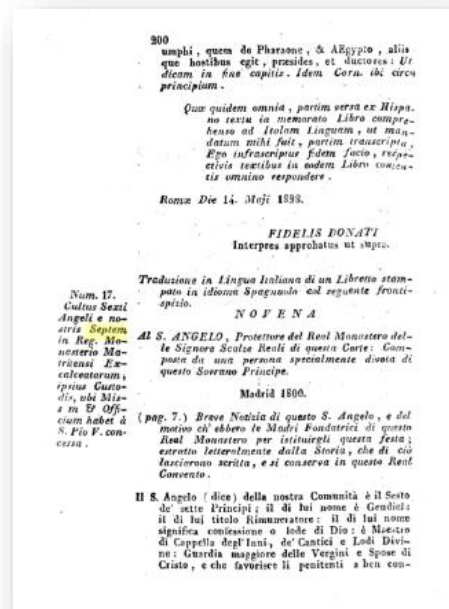 200
umphi, quem de Pharaone, & AEgypto, aliis
que hostibus egit, præsides, et ductores: Ut
dicam in fine capitis. Idem Corn. ibi circa
principium.
Quæ quidem omnia, partim versa ex Hispa-
no textu in memorato Libro compre-
henso ad Italam Linguam, ut man-
datum mihi fuit, partim transcripta,
Ego infrascriptus fidem facio, respe-
ctivis textibus in eodem Libro conten-
tis omnino respondere.
Romæ Die 14. Maji 1898.
FIDELIS DONATI
Interpres approbatus ut supra.
Num. 17.
Cultus Sexti
Angeli e no-
stris Septem
in Reg. Mo-
nasterio Ma-
tritensi Ex-
calceatarum,
ipsius Custo-
dis, ubi Mis-
s m & Offi-
cium habet à
S. Pio V. con-
cessa.
Traduzione in Lingua Italiana di un Libretto stam-
pato in idioma Spagnuolo col seguente fronti-
spizio.
NOVENA
Al S. ANGELO, Protettore del Real Monastero del-
le Signore Scalze Reali di questa Corte: Com-
posta da una persona specialmente divota di
questo Sovrano Principe.
Madrid 1800.
(pag. 7.) Breve Notizia di questo S. Angelo, e del
motivo ch' ebbero le Madri Fondatrici di questo
Real Monastero per istituirgli questa festa;
estratto letteralmente dalla Storia, che di ciò
lasciarono scritta, e si conserva in questo Real
Convento.
Il S. Angelo (dice) della nostra Comunità è il Sesto
de' sette Principi; il di lui nome è Geudiel:
il di lui titolo Rimuneratore: il di lui nome
significa confessione o lode di Dio: è Maestro
di Cappella degl'Inni, de' Cantici e Lodi Divi-
ne: Guardia maggiore delle Vergini e Spose di
Cristo, e che favorisce li penitenti a ben con-